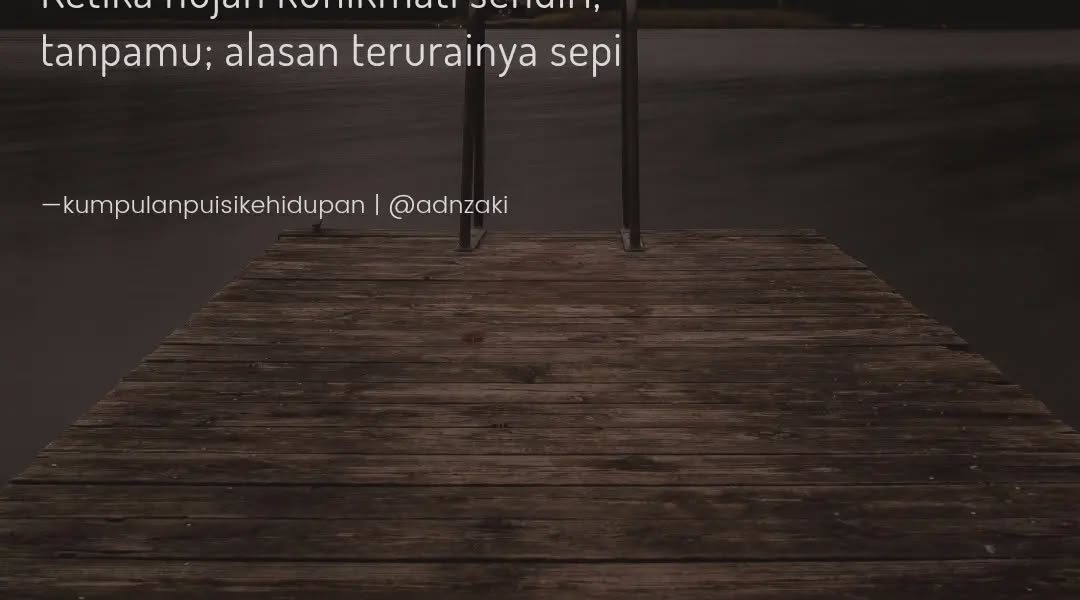 Ketika hujan kunikmati sendiri,
tanpamu; alasan terurainya sepi
—kumpulanpuisikehidupan | @adnzaki